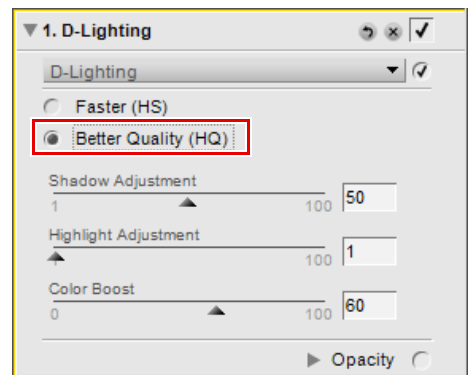 1. D-Lighting
D-Lighting
Faster (HS)
Better Quality (HQ)
Shadow Adjustment
1 100 50
Highlight Adjustment
1 100 1
Color Boost
0 100 60
Opacity